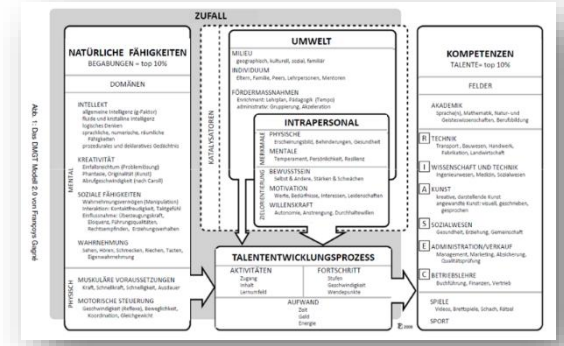 ZUFALL
NATÜRLICHE FÄHIGKEITEN
BEGABUNGEN = top 10%
DOMÄNEN
MENTAL
INTELLEKT
allgemeine Intelligenz (g-Faktor)
fluide und kristalline Intelligenz
logisches Denken
sprachliche, numerische, räumliche
Fähigkeiten
prozedurales und deklaratives Gedächtnis
KREATIVITÄT
Einfallsreichtum (Problemlösung)
Phantasie, Originalität (Kunst)
Abrufgeschwindigkeit (nach Caroll)
SOZIALE FÄHIGKEITEN
Wahrnehmungsvermögen (Manipulation)
Interaktion: Kontaktfreudigkeit, Taktgefühl
Einflussnahme: Überzeugungskraft,
Eloquenz, Führungsqualitäten,
Rechtsempfinden, Erziehungsverhalten
WAHRNEHMUNG
Sehen, Hören, Schmecken, Riechen, Tasten,
Eigenwahrnehmung
PHYSISCH
MUSKULÄRE VORAUSSETZUNGEN
Kraft, Schnellkraft, Schnelligkeit, Ausdauer
MOTORISCHE STEUERUNG
Geschwindigkeit (Reflexe), Beweglichkeit,
Koordination, Gleichgewicht
KATALYSATOREN
UMWELT
MILIEU
geographisch, kulturell, sozial, familiär
INDIVIDUUM
Eltern, Familie, Peers, Lehrpersonen, Mentoren
FÖRDERMASSNAHMEN
Enrichment: Lehrplan, Pädagogik (Tempo)
administrativ: Gruppierung, Akzeleration
INTRAPERSONAL
MERKMALE
PHYSISCHE
Erscheinungsbild, Behinderungen, Gesundheit
MENTALE
Temperament, Persönlichkeit, Resilienz
ZIELORIENTIERUNG
BEWUSSTSEIN
Selbst & Andere, Stärken & Schwächen
MOTIVATION
Werte, Bedürfnisse, Interessen, Leidenschaften
WILLENSKRAFT
Autonomie, Anstrengung, Durchhaltewillen
TALENTENTWICKLUNGSPROZESS
AKTIVITÄTEN
Zugang
Inhalt
Lernumfeld
FORTSCHRITT
Stufen
Geschwindigkeit
Wendepunkte
AUFWAND
Zeit
Geld
Energie
KOMPETENZEN
TALENTE= top 10%
FELDER
AKADEMIK
Sprache(n), Mathematik, Natur- und
Geisteswissenschaften, Berufsbildung
R TECHNIK
Transport, Bauwesen, Handwerk,
Fabrikation, Landwirtschaft
I WISSENSCHAFT UND TECHNIK
Ingenieurwesen, Medizin, Sozialwesen
A KUNST
kreative, darstellende Kunst
angewandte Kunst: visuell, geschrieben,
gesprochen
S SOZIALWESEN
Gesundheit, Erziehung, Gemeinschaft
E ADMINISTRATION/VERKAUF
Management, Marketing, Absicherung,
Qualitätsprüfung
C BETRIEBSLEHRE
Buchführung, Finanzen, Vertrieb
SPIELE
Videos, Brettspiele, Schach, Rätsel
SPORT
Abb. 1: Das DMGT Modell 2.0 von Françoys Gagné